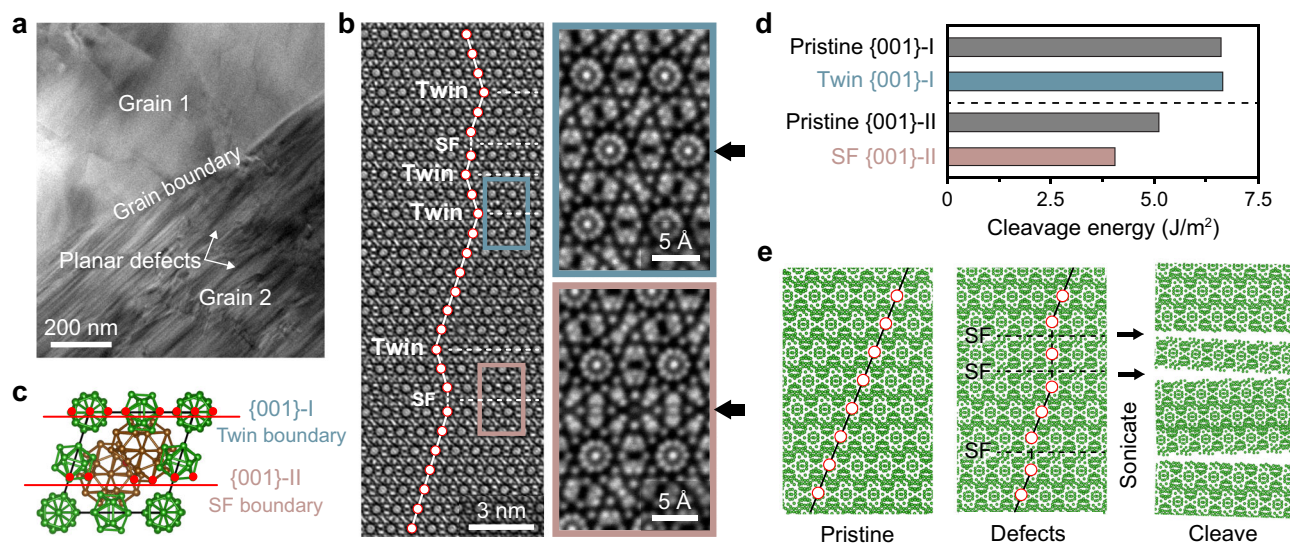 a
Grain 1
Grain boundary
Planar defects
Grain 2
200 nm
b
Twin
SF
Twin
Twin
Twin
SF
3 nm
5 Å
5 Å
c
{001}-I
Twin boundary
{001}-II
SF boundary
d
Pristine {001}-I
Twin {001}-I
Pristine {001}-II
SF {001}-II
0 2.5 5.0 7.5
Cleavage energy (J/m²)
e
SF
SF
SF
Sonicate
Pristine
Defects
Cleave